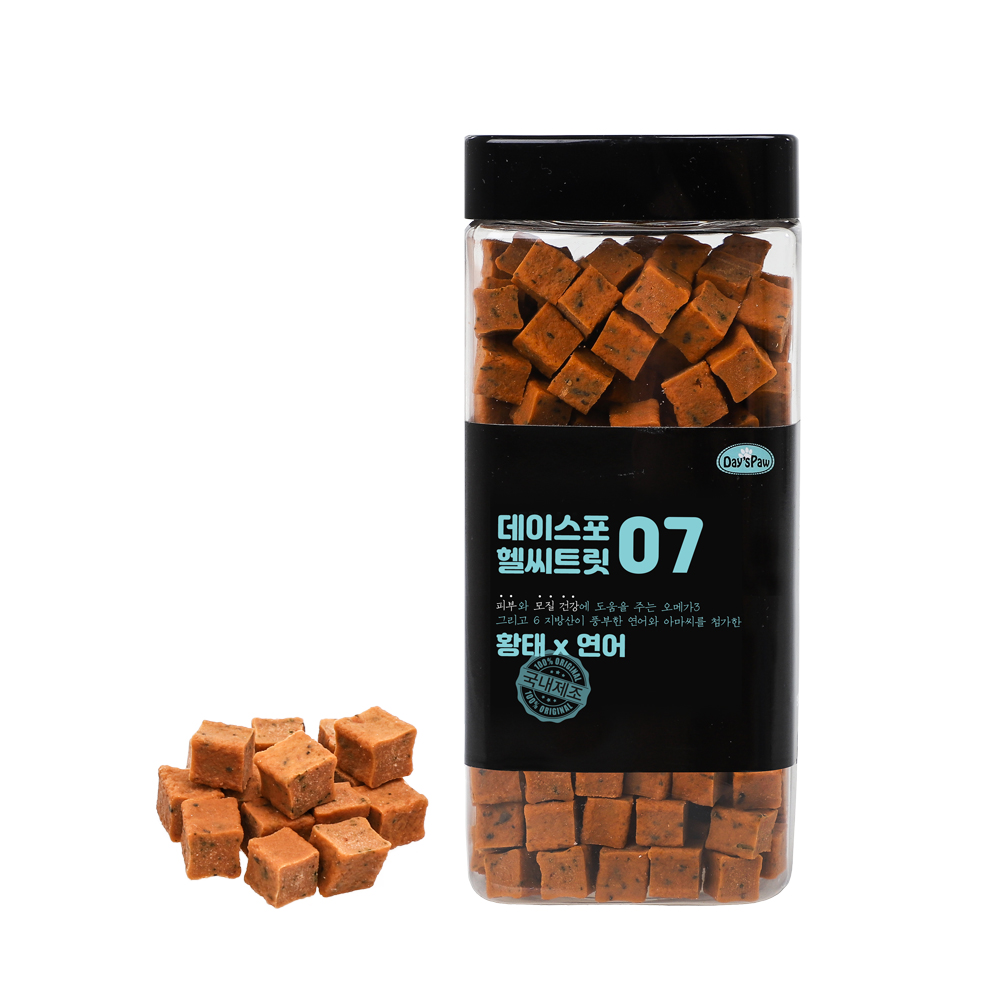 Day'sPaw
데이스포
헬씨트릿 07
피부와 모질 건강에 도움을 주는 오메가3
그리고 6 지방산이 풍부한 연어와 아마씨를 첨가한
황태 x 연어
100% ORIGINAL
국내제조
100% ORIGINAL